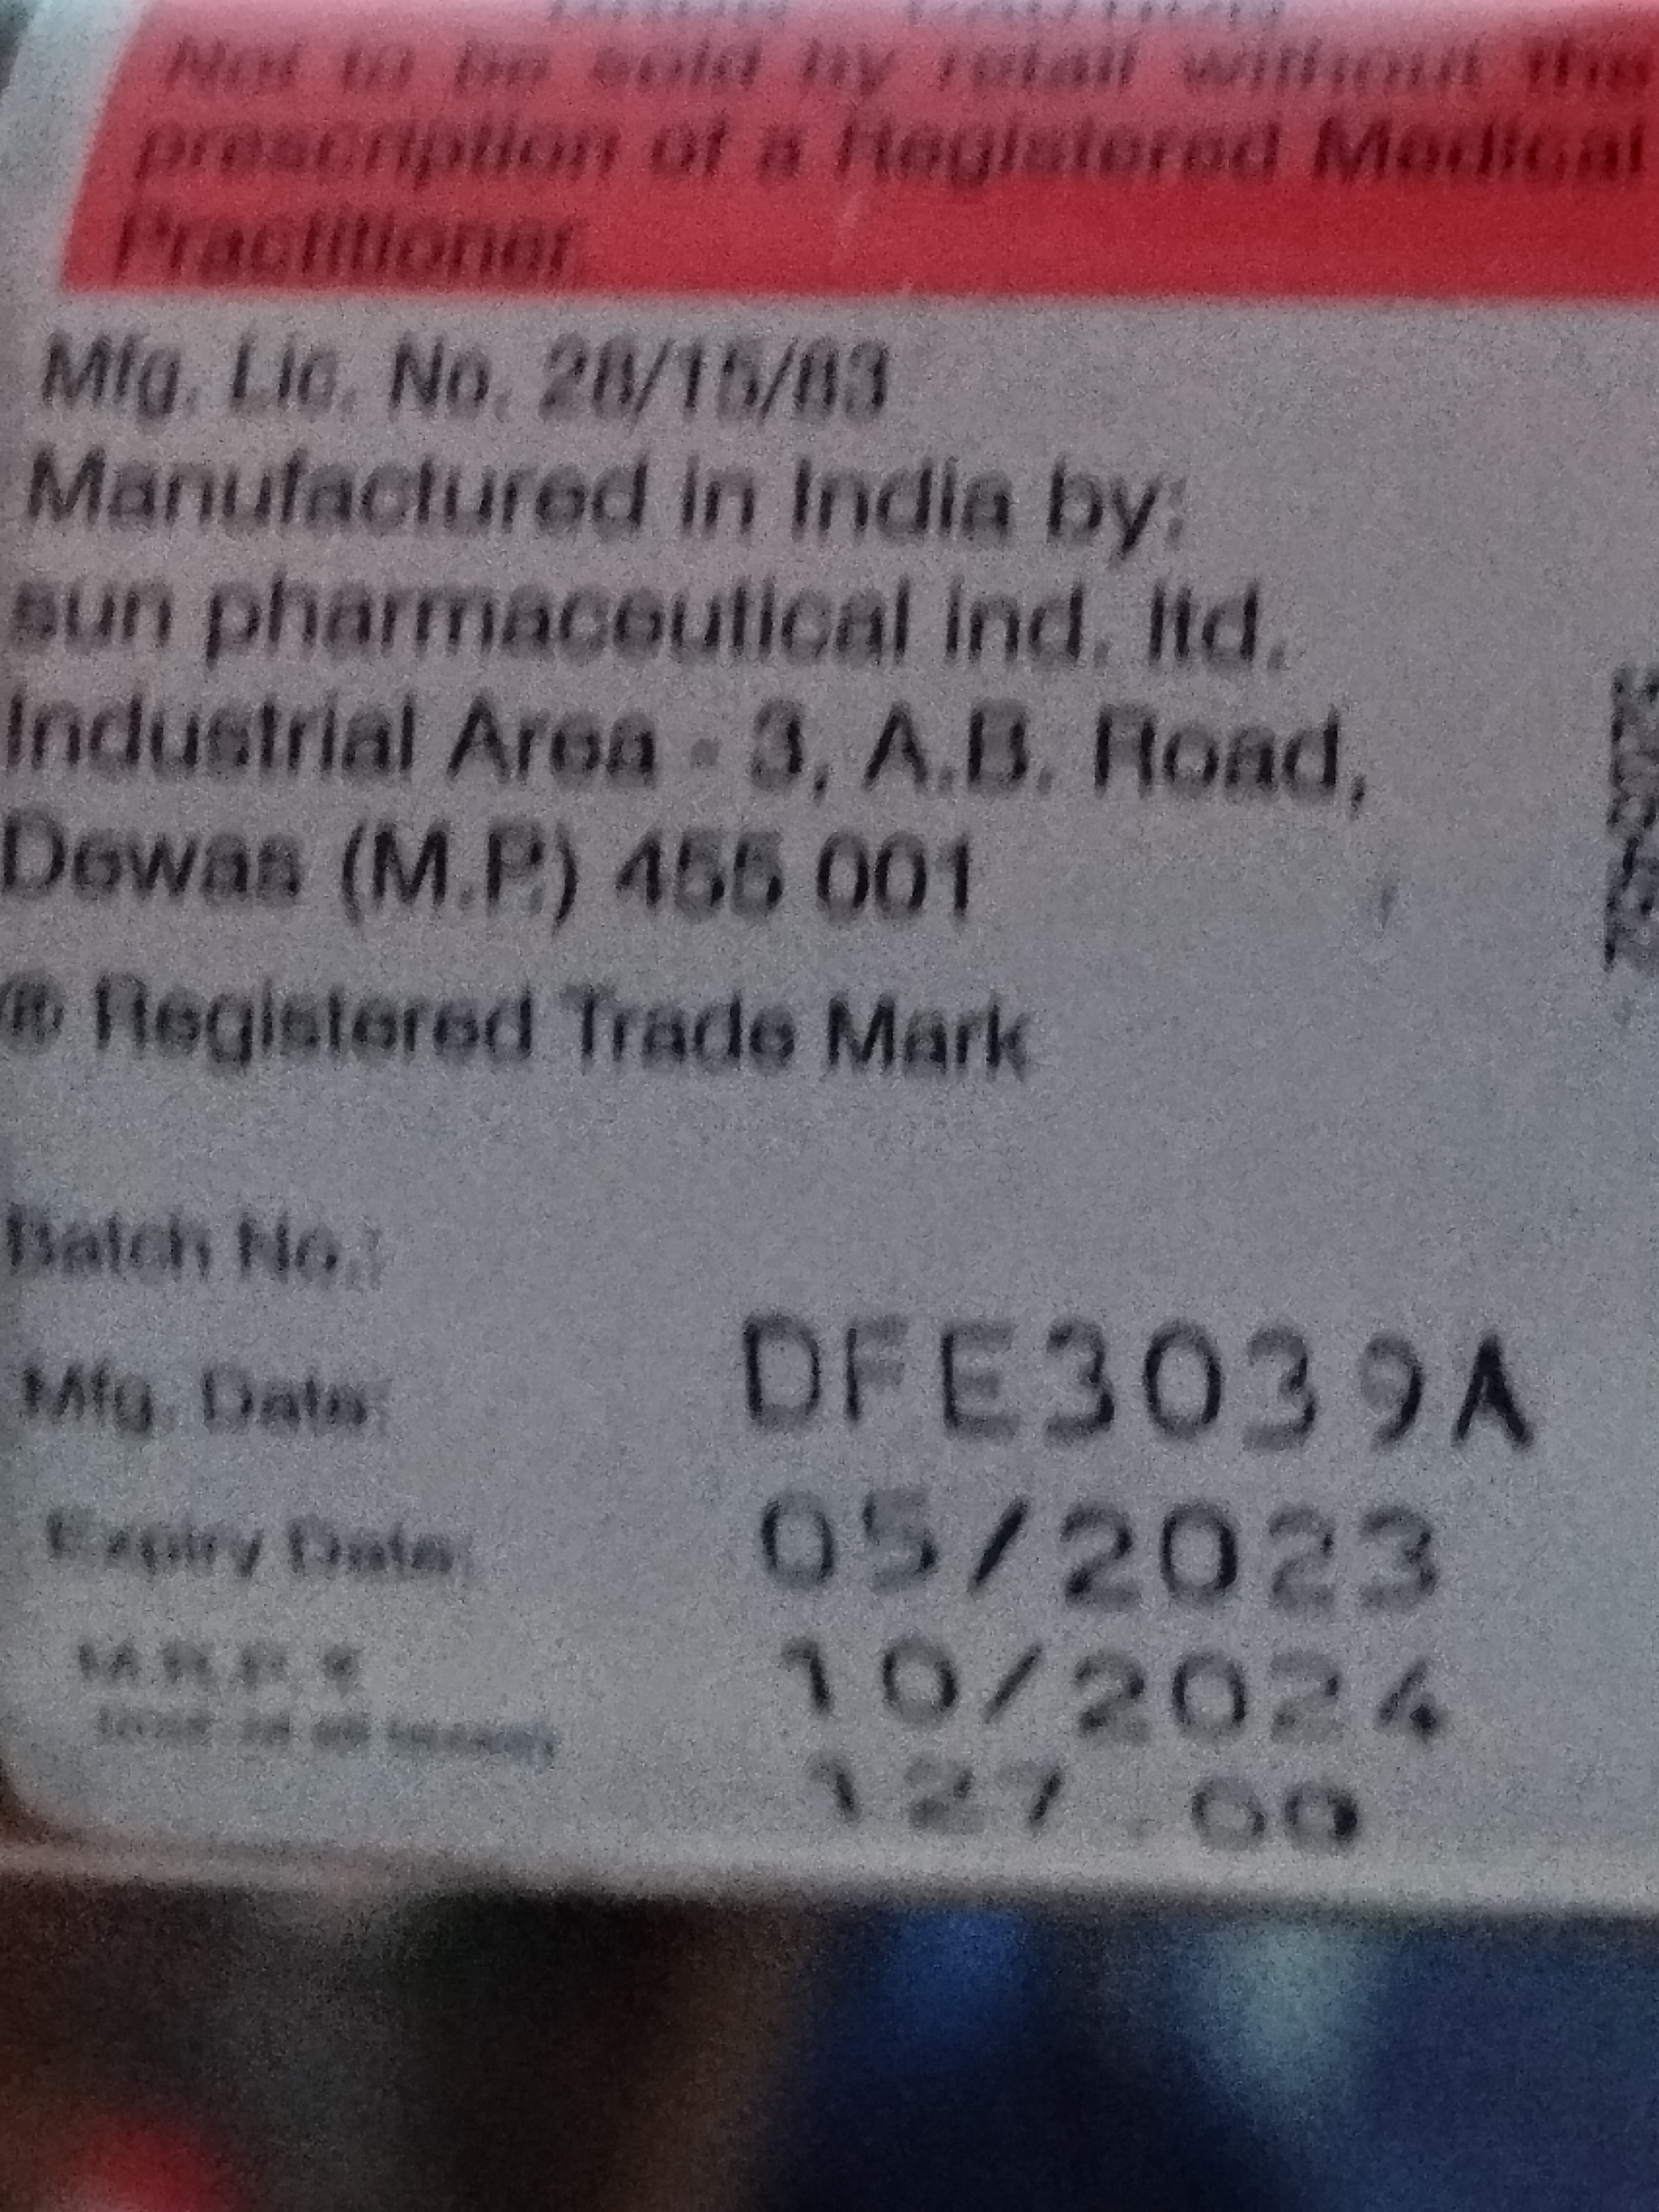 Not to be sold by retail without the
prescription of a Registered Medical
Practitioner.
Mfg. Lic. No. 28/15/83
Manufactured in India by:
sun pharmaceutical ind. ltd.
Industrial Area - 3, A.B. Road,
Dewas (M.P.) 455 001
® Registered Trade Mark
Batch No.:
DFE3039A
Mfg. Date:
05/2023
Expiry Date:
10/2024
M.R.P. ₹
127.00